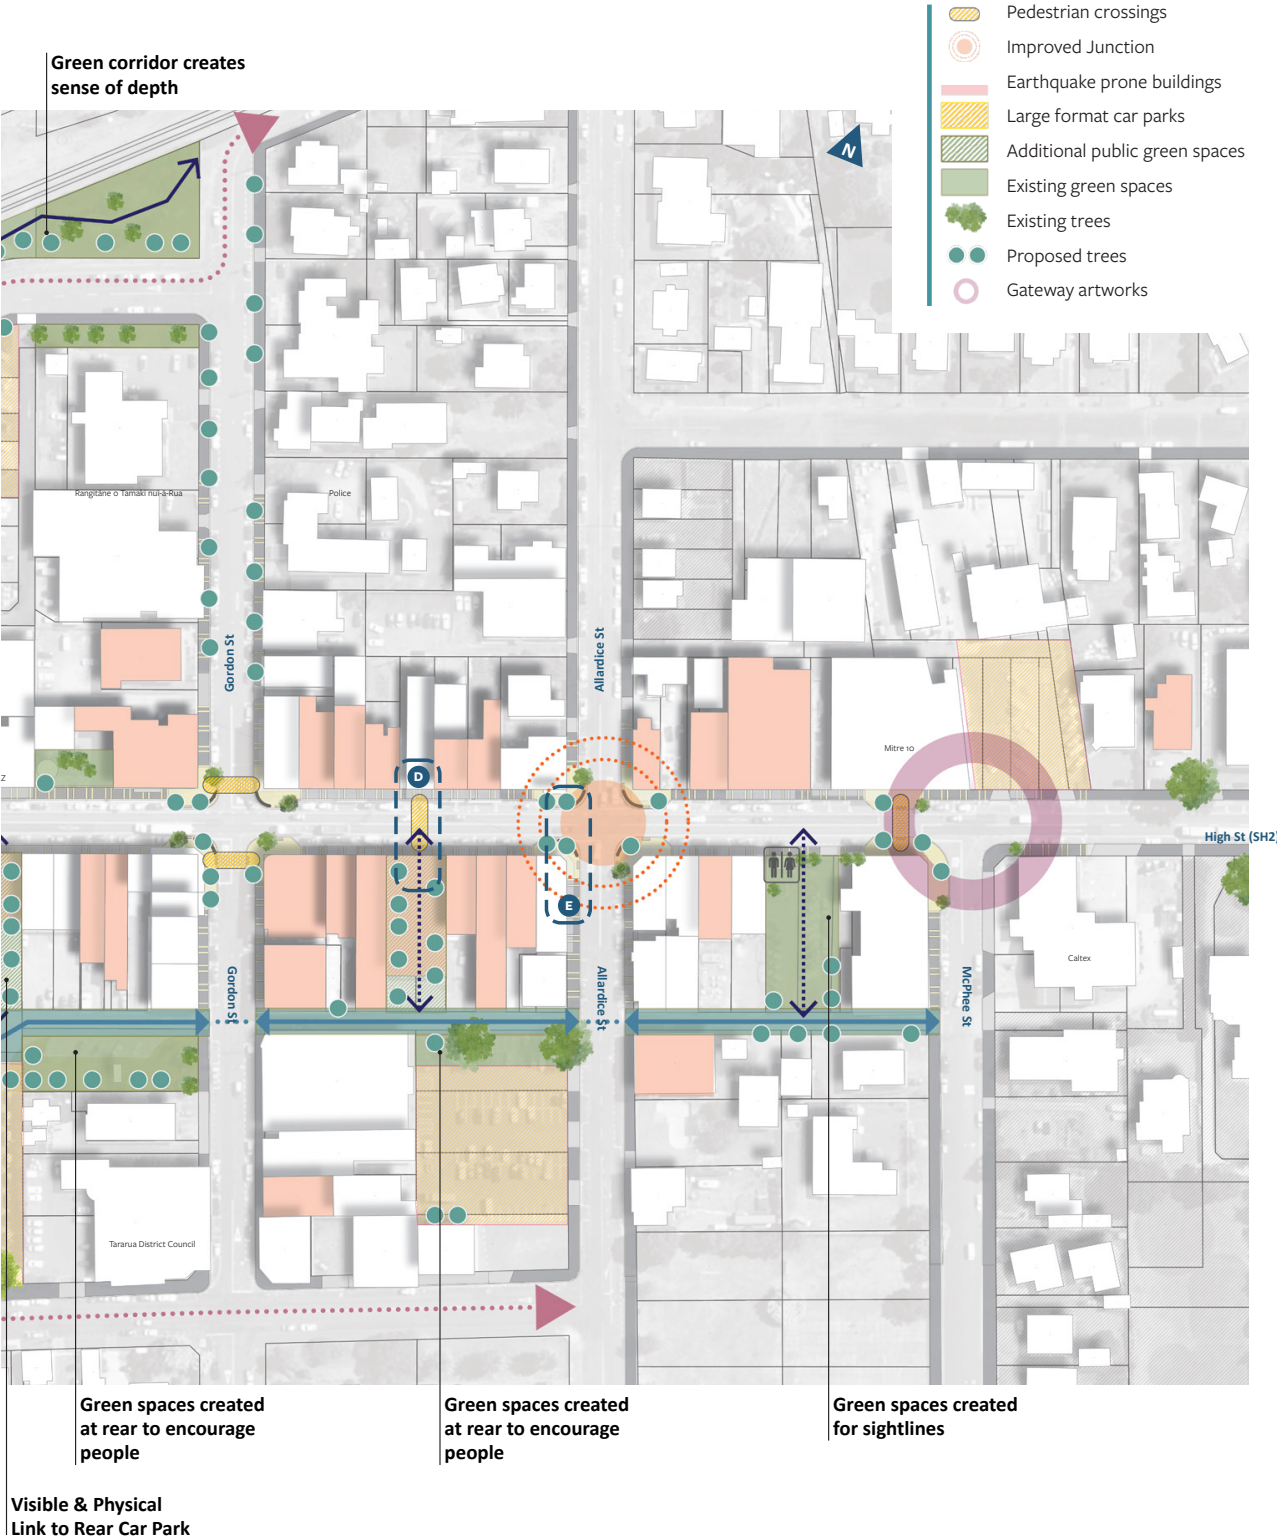 Pedestrian crossings
Improved Junction
Earthquake prone buildings
Large format car parks
Additional public green spaces
Existing green spaces
Existing trees
Proposed trees
Gateway artworks
Green corridor creates
sense of depth
N
Rangitāne o Tamaki nui-ā-Rua
Police
Gordon St
Allardice St
Mitre 10
Z
D
E
High St (SH2)
Gordon St
Allardice St
McPhee St
Caltex
Tararua District Council
Green spaces created
at rear to encourage
people
Green spaces created
at rear to encourage
people
Green spaces created
for sightlines
Visible & Physical
Link to Rear Car Park